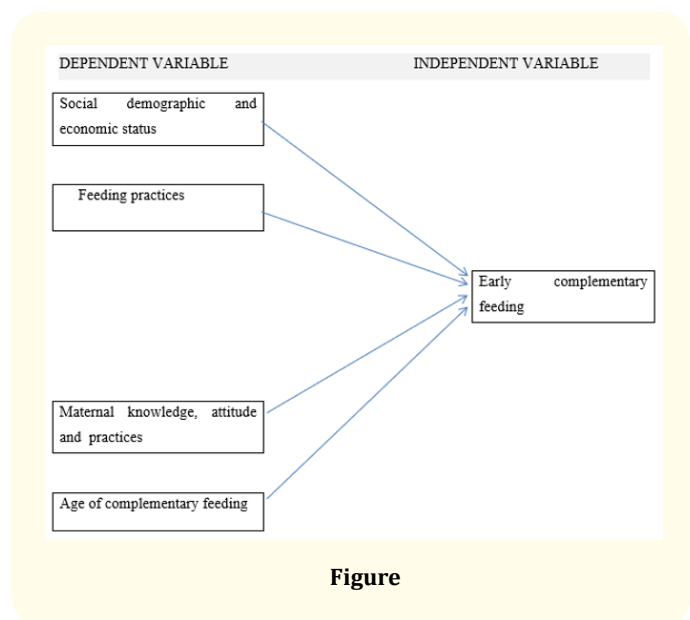 DEPENDENT VARIABLE INDEPENDENT VARIABLE
Social demographic and
economic status
Feeding practices
Early complementary
feeding
Maternal knowledge, attitude
and practices
Age of complementary feeding
Figure